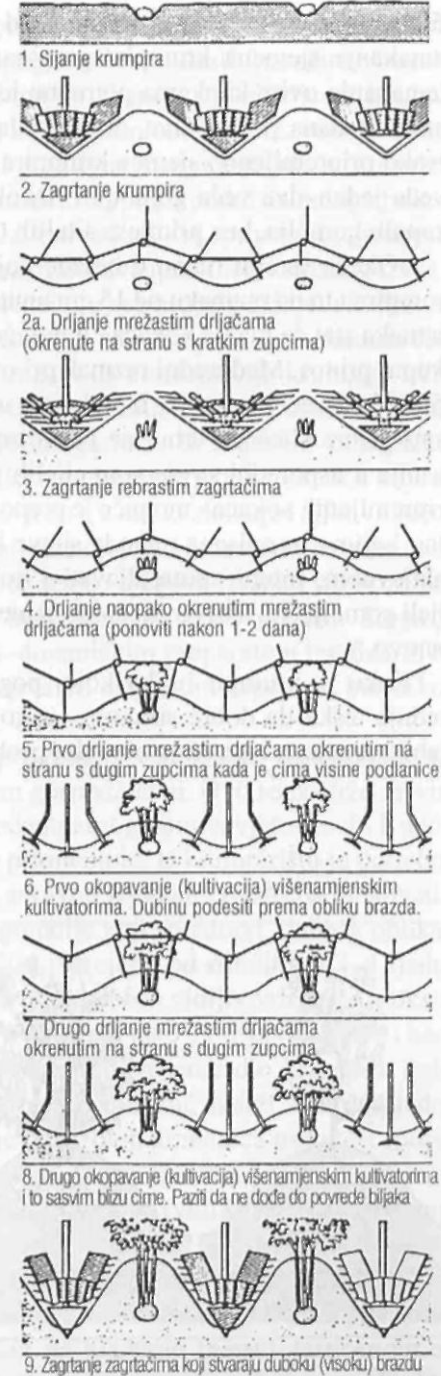 1. Sijanje krumpira
2. Zagrtanje krumpira
2a. Drljanje mrežastim drljačama
(okrenute na stranu s kratkim zupcima)
3. Zagrtanje rebrastim zagrtačima
4. Drljanje naopako okrenutim mrežastim
drljačama (ponoviti nakon 1-2 dana)
5. Prvo drljanje mrežastim drljačama okrenutim na
stranu s dugim zupcima kada je cima visine podlanice
6. Prvo okopavanje (kultivacija) višenamjenskim
kultivatorima. Dubinu podesiti prema obliku brazda.
7. Drugo drljanje mrežastim drljačama
okrenutim na stranu s dugim zupcima
8. Drugo okopavanje (kultivacija) višenamjenskim kultivatorima
i to sasvim blizu cime. Paziti da ne dođe do povrede biljaka
9. Zagrtanje zagrtačima koji stvaraju duboku (visoku) brazdu